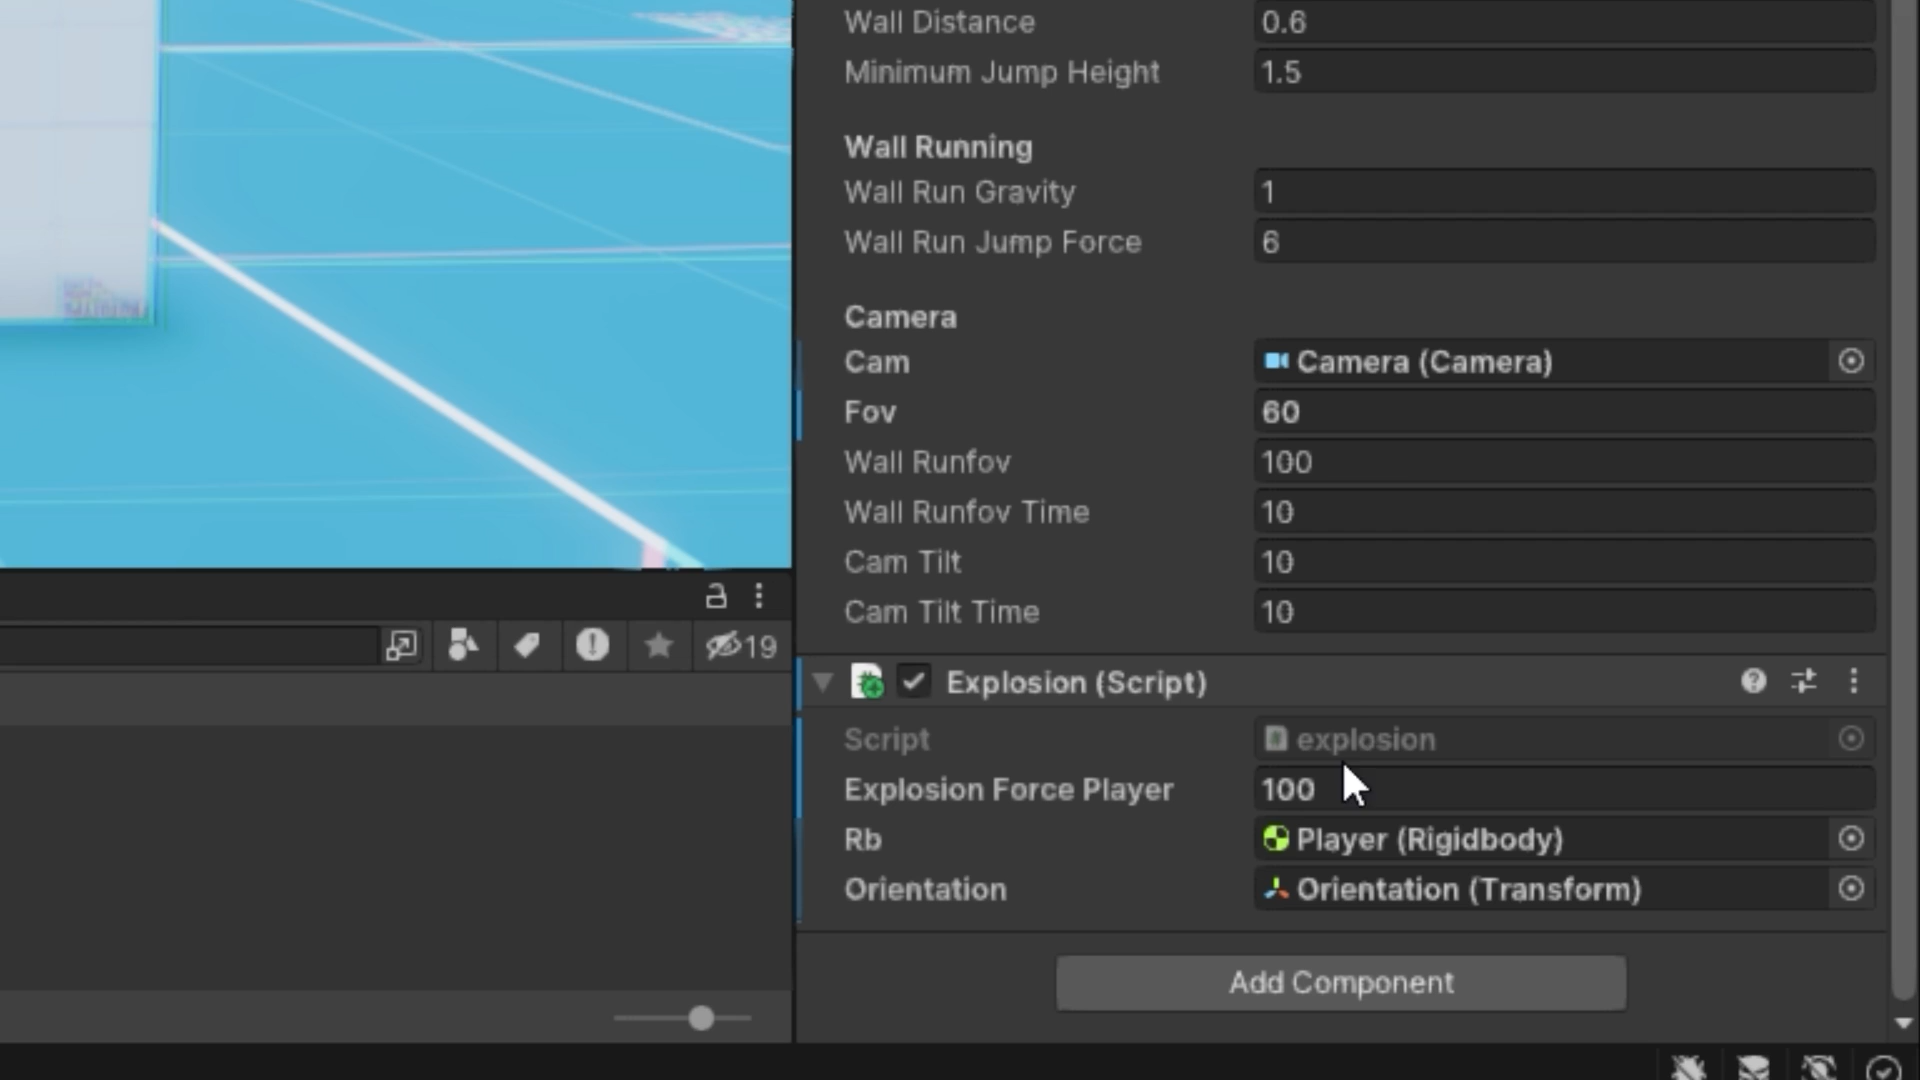 Wall Distance 0.6
Minimum Jump Height 1.5
Wall Running
Wall Run Gravity 1
Wall Run Jump Force 6
Camera
Cam Camera (Camera)
Fov 60
Wall Runfov 100
Wall Runfov Time 10
Cam Tilt 10
Cam Tilt Time 10
19
Explosion (Script)
Script explosion
Explosion Force Player 100
Rb Player (Rigidbody)
Orientation Orientation (Transform)
Add Component